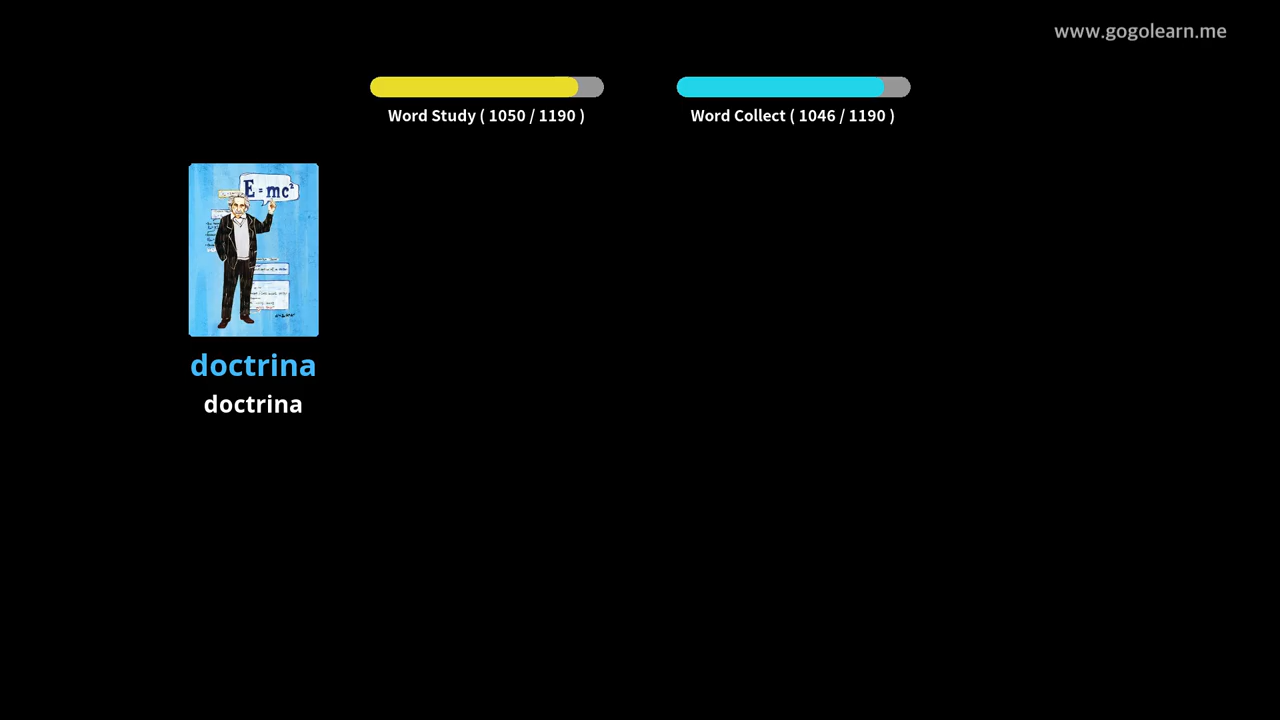 www.gogolearn.me
Word Study ( 1050 / 1190 )
Word Collect ( 1046 / 1190 )
E = mc²
doctrina
doctrina